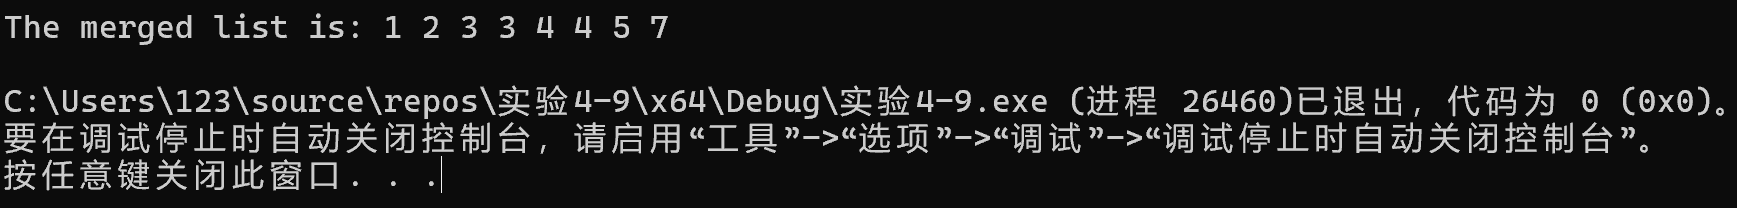 The merged list is: 1 2 3 3 4 4 5 7
C:\Users\123\source\repos\实验4-9\x64\Debug\实验4-9.exe (进程 26460)已退出，代码为 0 (0x0)。
要在调试停止时自动关闭控制台，请启用“工具”->“选项”->“调试”->“调试停止时自动关闭控制台”。
按任意键关闭此窗口. . .